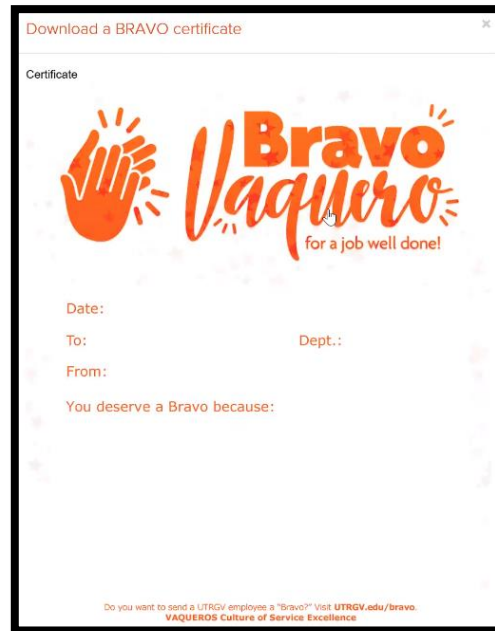 Download a BRAVO certificate
×
Certificate
Bravo
Vaquero
for a job well done!
Date:
To: Dept.:
From:
You deserve a Bravo because:
Do you want to send a UTRGV employee a "Bravo?" Visit UTRGV.edu/bravo.
VAQUEROS Culture of Service Excellence